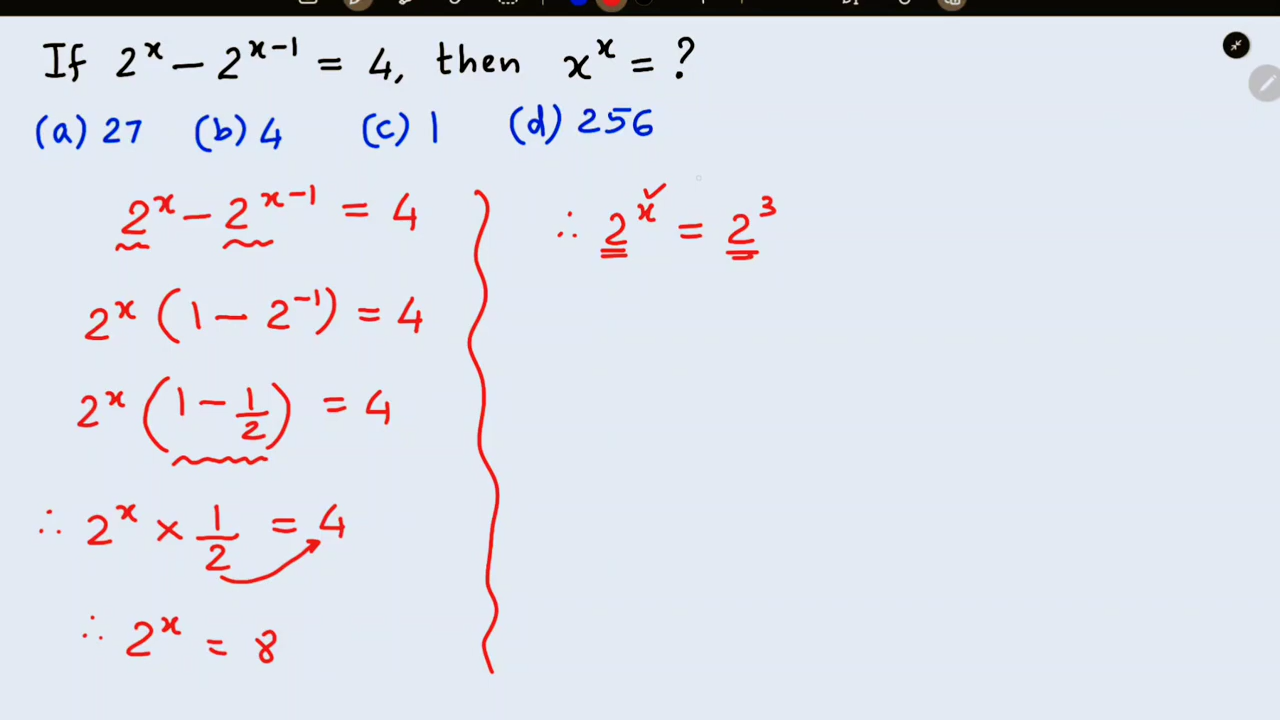 If 2^x − 2^(x−1) = 4, then x^x = ?
(a) 27 (b) 4 (c) 1 (d) 256
2^x − 2^(x−1) = 4
2^x (1 − 2^(−1)) = 4
2^x (1 − 1/2) = 4
∴ 2^x × 1/2 = 4
∴ 2^x = 8
∴ 2^x = 2^3